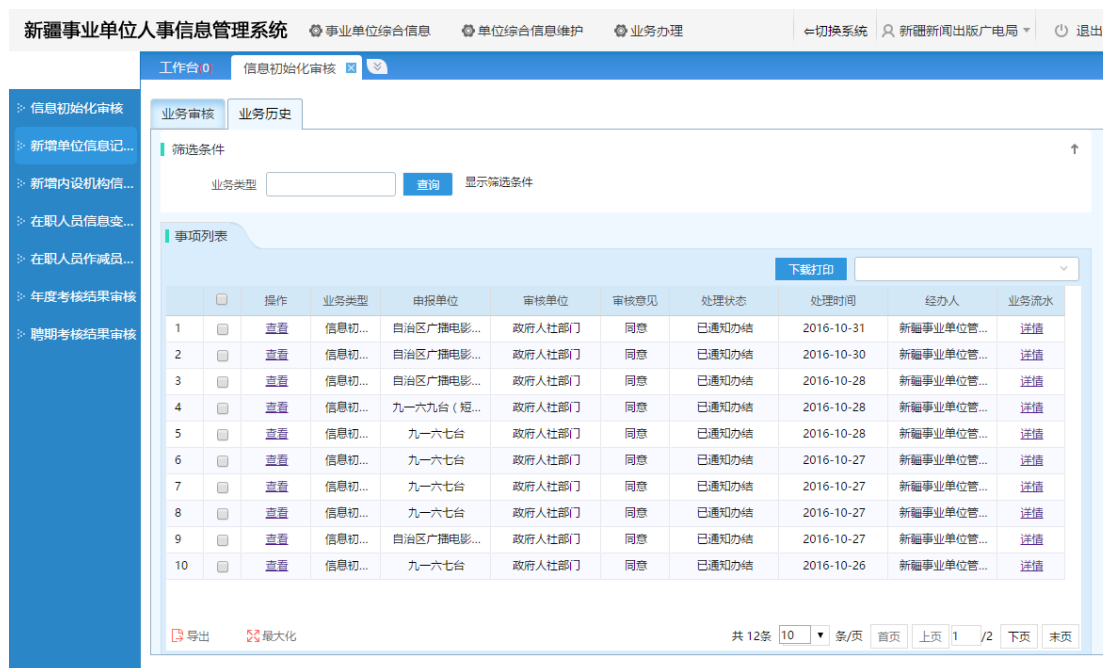 新疆事业单位人事信息管理系统 事业单位综合信息 单位综合信息维护 业务办理 ⇐切换系统 新疆新闻出版广电局 退出
工作台(0) 信息初始化审核
信息初始化审核
新增单位信息记...
新增内设机构信...
在职人员信息变...
在职人员作减员...
年度考核结果审核
聘期考核结果审核
业务审核 业务历史
筛选条件
业务类型 查询 显示筛选条件
事项列表
下载打印
操作 业务类型 申报单位 审核单位 审核意见 处理状态 处理时间 经办人 业务流水
1 查看 信息初... 自治区广播电影... 政府人社部门 同意 已通知办结 2016-10-31 新疆事业单位管... 详情
2 查看 信息初... 自治区广播电影... 政府人社部门 同意 已通知办结 2016-10-30 新疆事业单位管... 详情
3 查看 信息初... 自治区广播电影... 政府人社部门 同意 已通知办结 2016-10-28 新疆事业单位管... 详情
4 查看 信息初... 九一六九台（短... 政府人社部门 同意 已通知办结 2016-10-28 新疆事业单位管... 详情
5 查看 信息初... 九一六七台 政府人社部门 同意 已通知办结 2016-10-28 新疆事业单位管... 详情
6 查看 信息初... 九一六七台 政府人社部门 同意 已通知办结 2016-10-27 新疆事业单位管... 详情
7 查看 信息初... 九一六七台 政府人社部门 同意 已通知办结 2016-10-27 新疆事业单位管... 详情
8 查看 信息初... 九一六七台 政府人社部门 同意 已通知办结 2016-10-27 新疆事业单位管... 详情
9 查看 信息初... 自治区广播电影... 政府人社部门 同意 已通知办结 2016-10-27 新疆事业单位管... 详情
10 查看 信息初... 九一六七台 政府人社部门 同意 已通知办结 2016-10-26 新疆事业单位管... 详情
导出 最大化 共 12条 10 条/页 首页 上页 1 /2 下页 末页